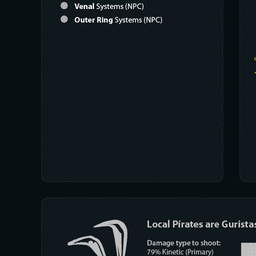 Venal Systems (NPC)
Outer Ring Systems (NPC)
Local Pirates are Guristas
Damage type to shoot:
79% Kinetic (Primary)